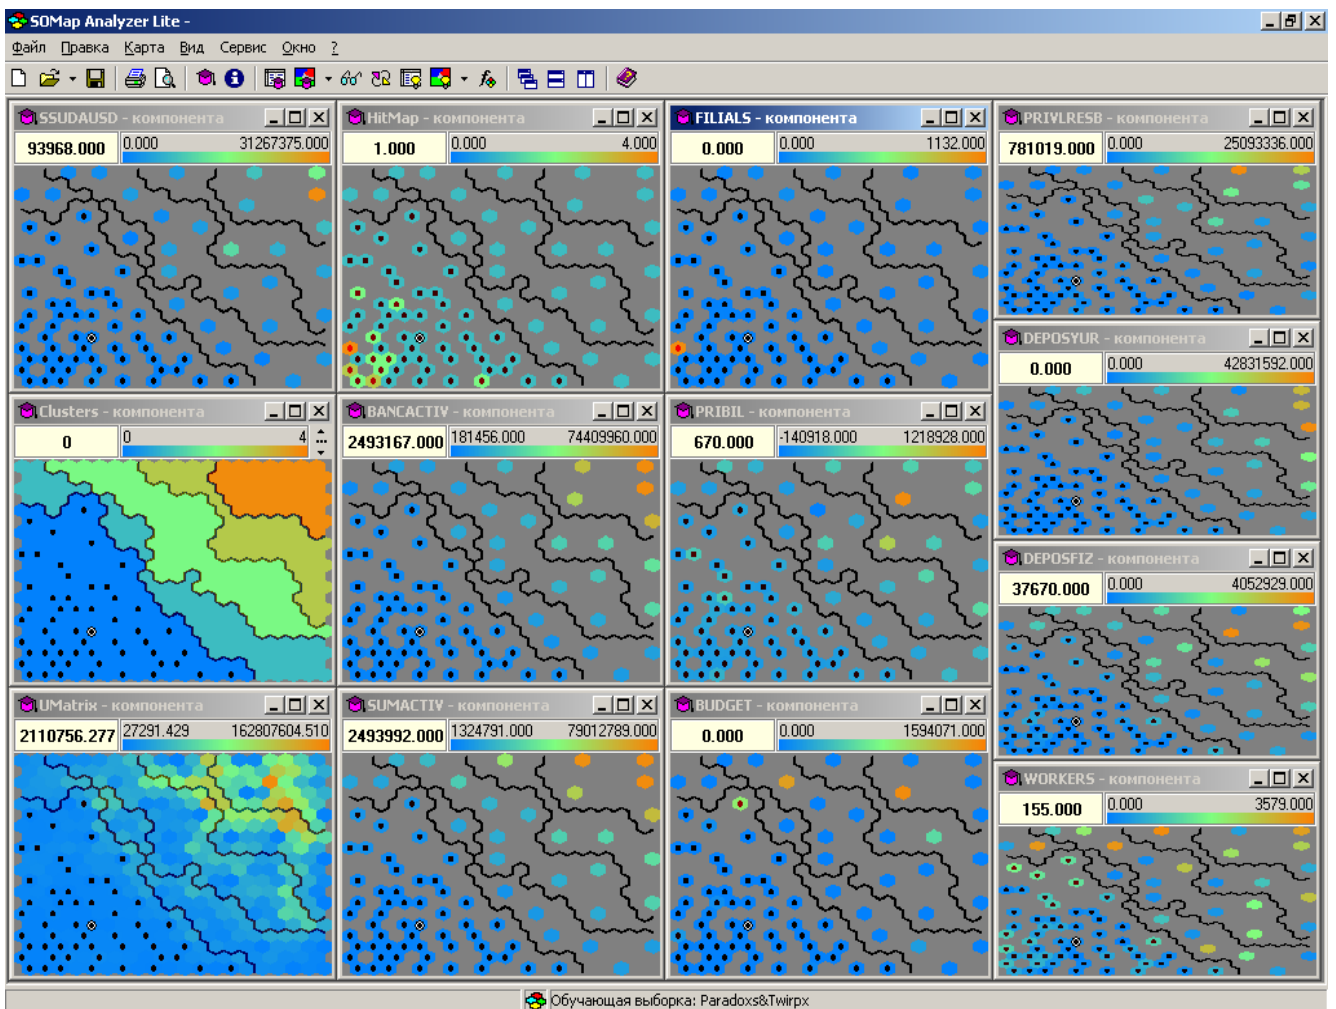 SOMap Analyzer Lite -
Файл Правка Карта Вид Сервис Окно ?
SSUDAUSD - компонента
93968.000 0.000 31267375.000
HitMap - компонента
1.000 0.000 4.000
FILIALS - компонента
0.000 0.000 1132.000
PRIVLRESB - компонента
781019.000 0.000 25093336.000
DEPOSYUR - компонента
0.000 0.000 42831592.000
Clusters - компонента
0 0 4
BANCACTIV - компонента
2493167.000 181456.000 74409960.000
PRIBIL - компонента
670.000 -140918.000 1218928.000
DEPOSFIZ - компонента
37670.000 0.000 4052929.000
UMatrix - компонента
2110756.277 27291.429 162807604.510
SUMACTIV - компонента
2493992.000 1324791.000 79012789.000
BUDGET - компонента
0.000 0.000 1594071.000
WORKERS - компонента
155.000 0.000 3579.000
Обучающая выборка: Paradoxs&Twirpx